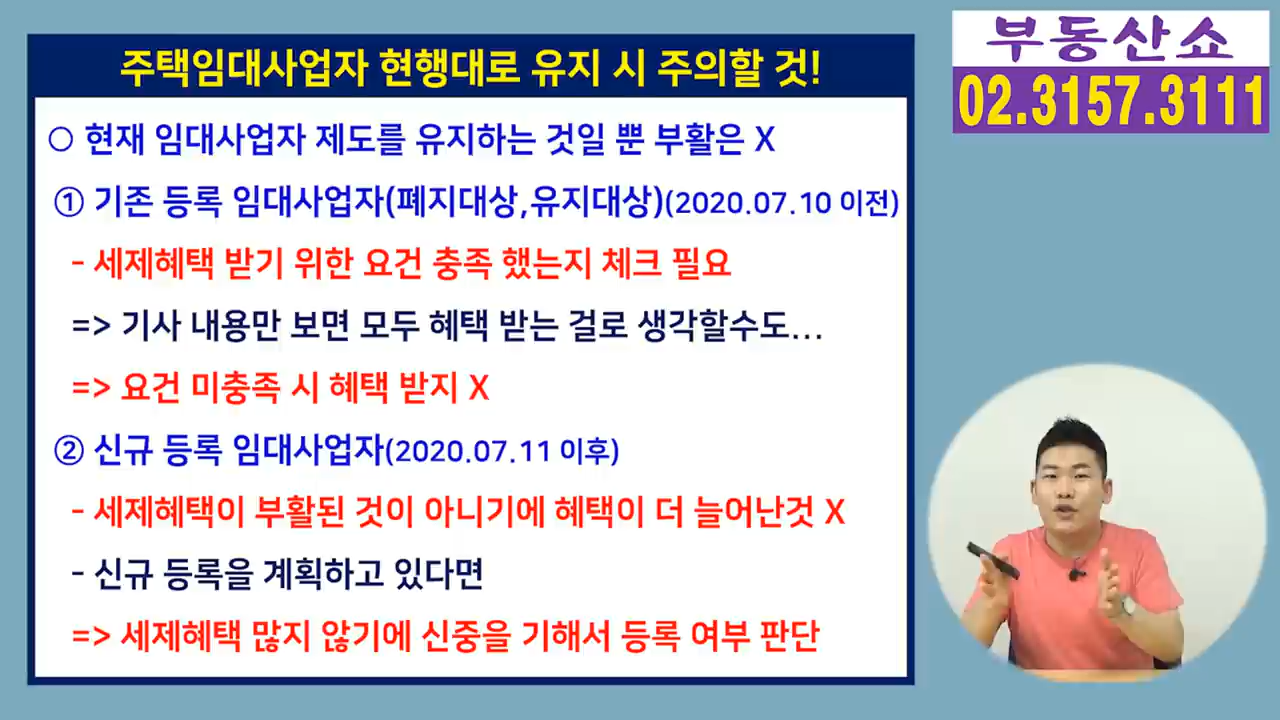 주택임대사업자 현행대로 유지 시 주의할 것!
○ 현재 임대사업자 제도를 유지하는 것일 뿐 부활은 X
① 기존 등록 임대사업자(폐지대상,유지대상)(2020.07.10 이전)
- 세제혜택 받기 위한 요건 충족 했는지 체크 필요
=> 기사 내용만 보면 모두 혜택 받는 걸로 생각할수도...
=> 요건 미충족 시 혜택 받지 X
② 신규 등록 임대사업자(2020.07.11 이후)
- 세제혜택이 부활된 것이 아니기에 혜택이 더 늘어난것 X
- 신규 등록을 계획하고 있다면
=> 세제혜택 많지 않기에 신중을 기해서 등록 여부 판단
부동산쇼
02.3157.3111